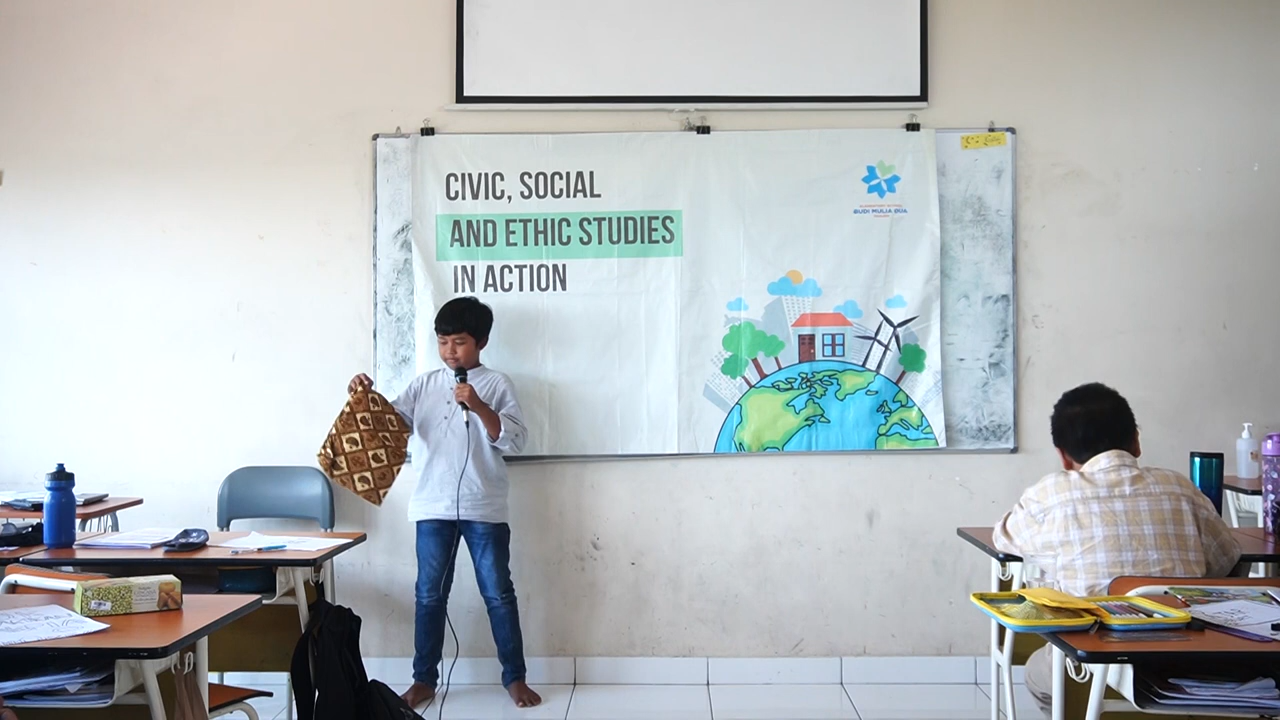 CIVIC, SOCIAL
AND ETHIC STUDIES
IN ACTION
BUDI MULIA DUA